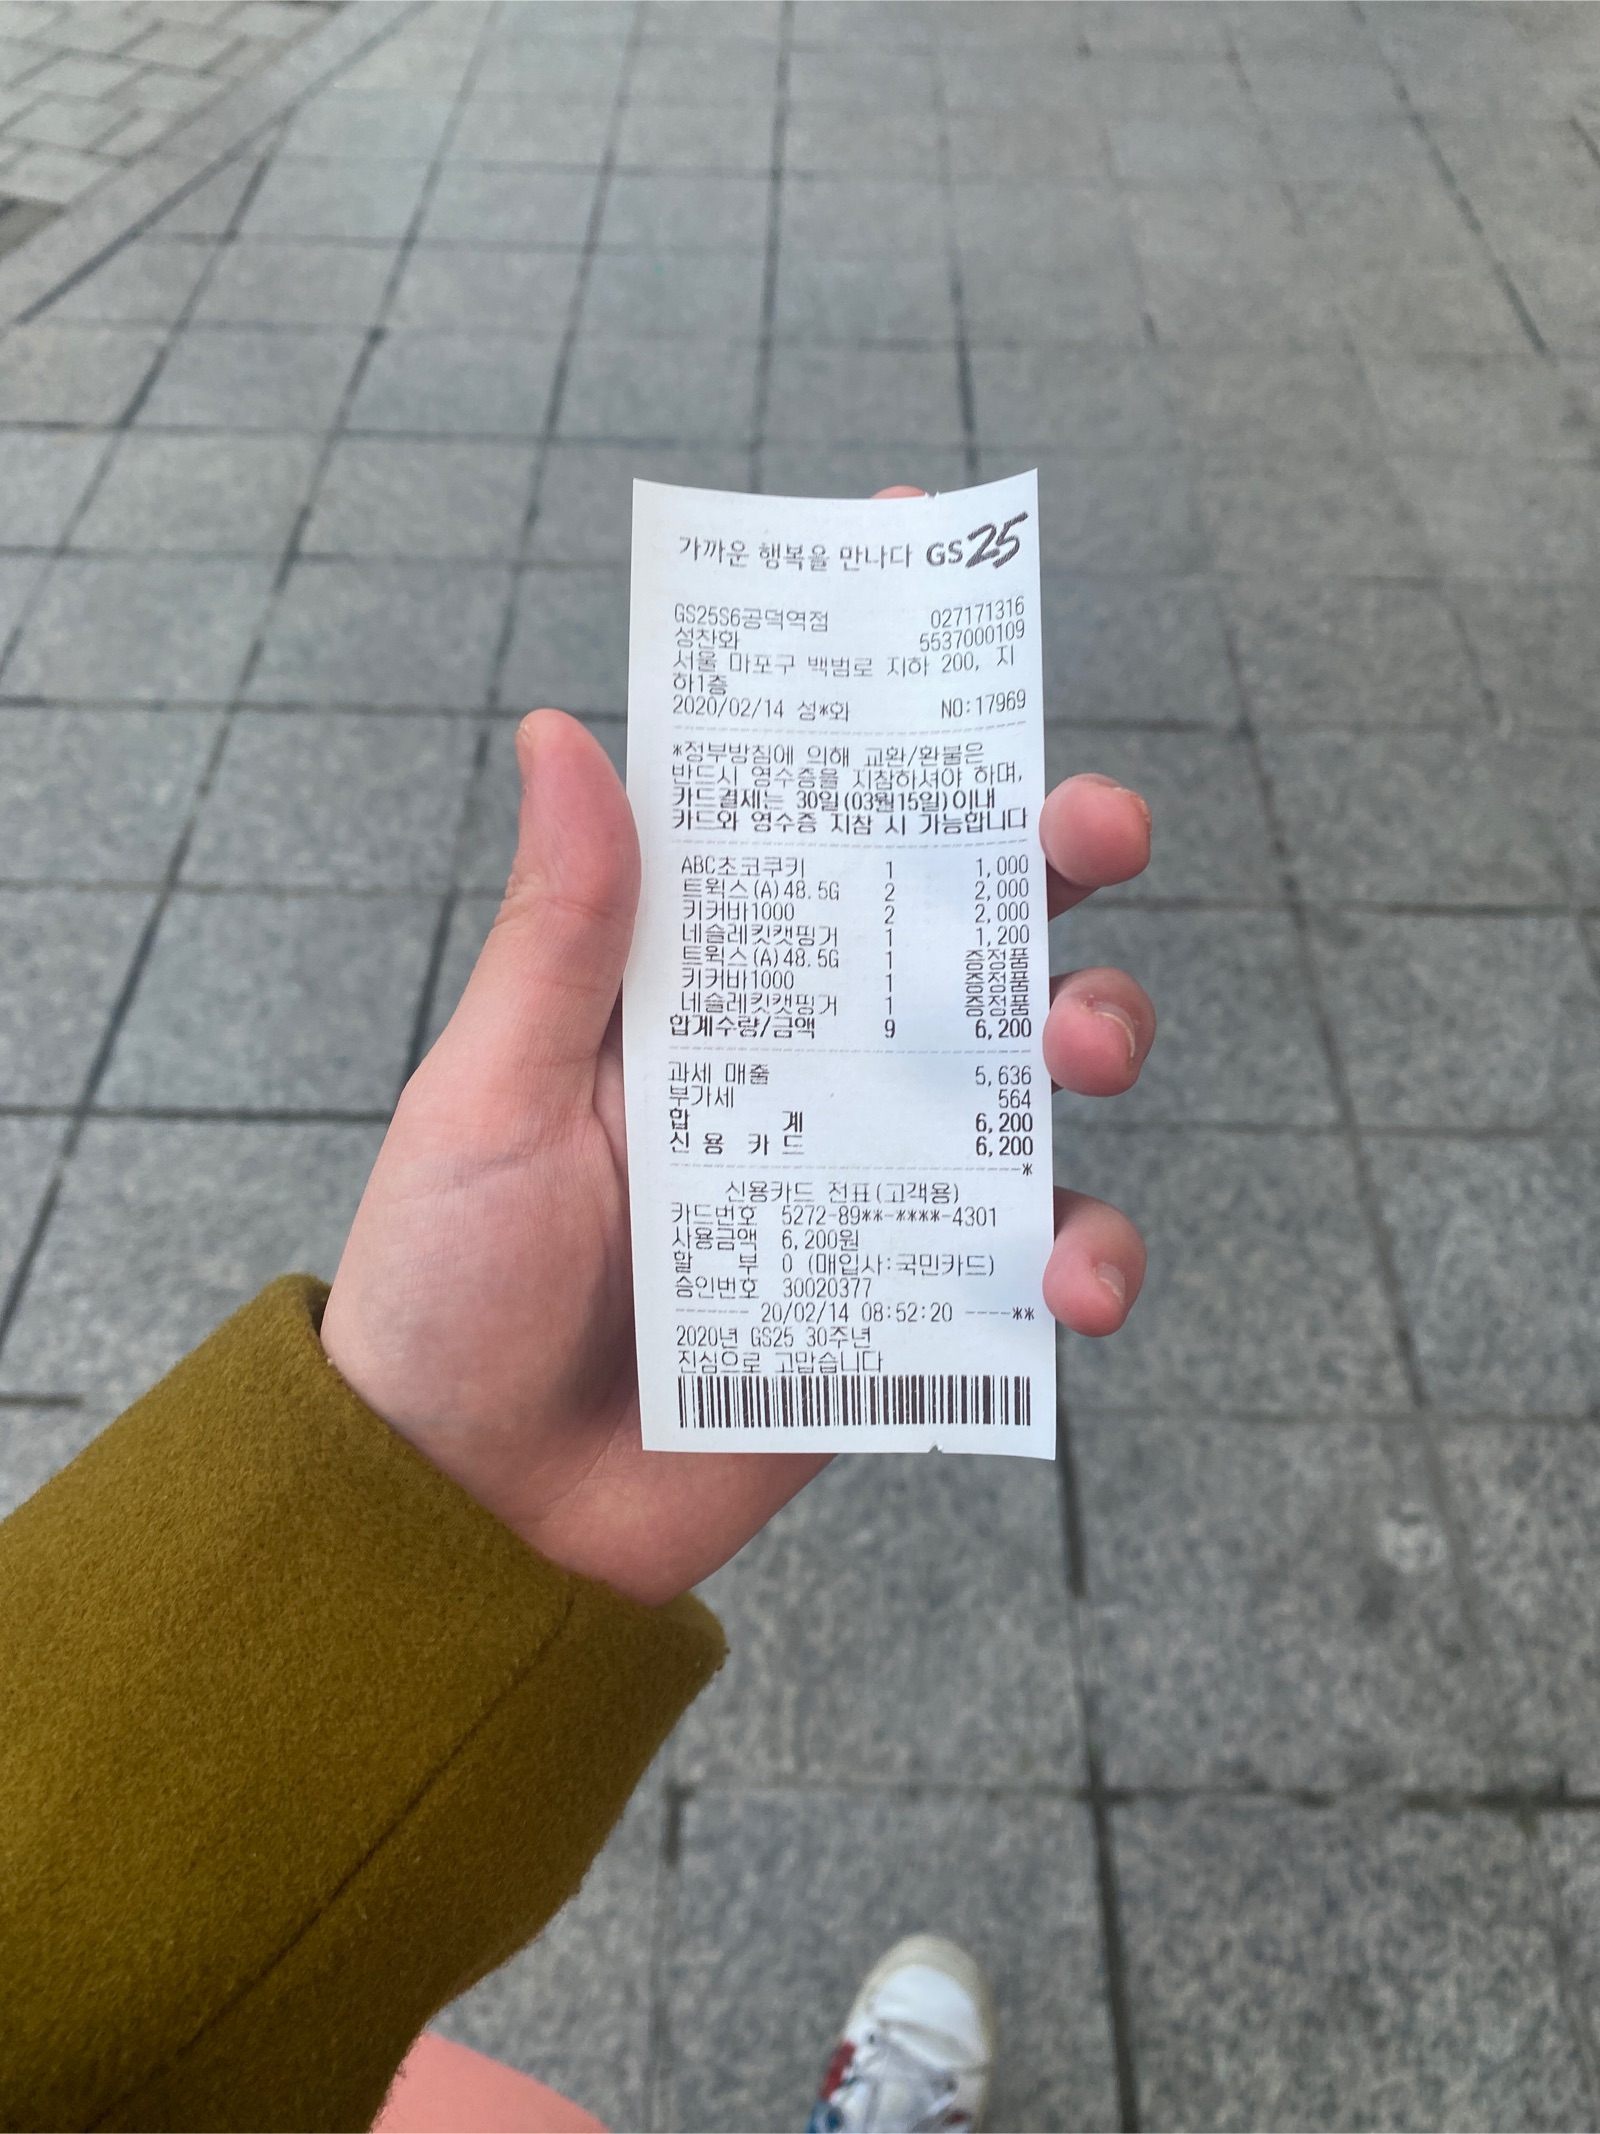 가까운 행복을 만나다 GS25
GS25S6공덕역점 027171316
성찬화 5537000109
서울 마포구 백범로 지하 200, 지
하1층
2020/02/14 성*화 NO:17969
*정부방침에 의해 교환/환불은
반드시 영수증을 지참하셔야 하며,
카드결제는 30일(03월15일)이내
카드와 영수증 지참 시 가능합니다
ABC초코쿠키 1 1,000
트윅스(A)48.5G 2 2,000
키커바1000 2 2,000
네슬레킷캣핑거 1 1,200
트윅스(A)48.5G 1 증정품
키커바1000 1 증정품
네슬레킷캣핑거 1 증정품
합계수량/금액 9 6,200
과세 매출 5,636
부가세 564
합 계 6,200
신 용 카 드 6,200
-*
신용카드 전표(고객용)
카드번호 5272-89**-****-4301
사용금액 6,200원
할 부 0 (매입사:국민카드)
승인번호 30020377
------ 20/02/14 08:52:20 ----**
2020년 GS25 30주년
진심으로 고맙습니다